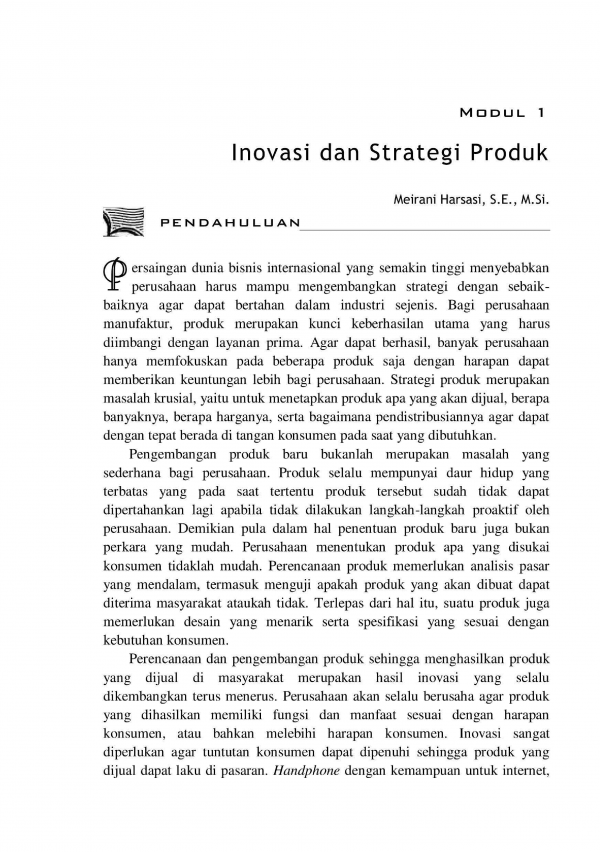 MODUL 1
Inovasi dan Strategi Produk
Meirani Harsasi, S.E., M.Si.
PENDAHULUAN
Persaingan dunia bisnis internasional yang semakin tinggi menyebabkan
perusahaan harus mampu mengembangkan strategi dengan sebaik-
baiknya agar dapat bertahan dalam industri sejenis. Bagi perusahaan
manufaktur, produk merupakan kunci keberhasilan utama yang harus
diimbangi dengan layanan prima. Agar dapat berhasil, banyak perusahaan
hanya memfokuskan pada beberapa produk saja dengan harapan dapat
memberikan keuntungan lebih bagi perusahaan. Strategi produk merupakan
masalah krusial, yaitu untuk menetapkan produk apa yang akan dijual, berapa
banyaknya, berapa harganya, serta bagaimana pendistribusiannya agar dapat
dengan tepat berada di tangan konsumen pada saat yang dibutuhkan.
Pengembangan produk baru bukanlah merupakan masalah yang
sederhana bagi perusahaan. Produk selalu mempunyai daur hidup yang
terbatas yang pada saat tertentu produk tersebut sudah tidak dapat
dipertahankan lagi apabila tidak dilakukan langkah-langkah proaktif oleh
perusahaan. Demikian pula dalam hal penentuan produk baru juga bukan
perkara yang mudah. Perusahaan menentukan produk apa yang disukai
konsumen tidaklah mudah. Perencanaan produk memerlukan analisis pasar
yang mendalam, termasuk menguji apakah produk yang akan dibuat dapat
diterima masyarakat ataukah tidak. Terlepas dari hal itu, suatu produk juga
memerlukan desain yang menarik serta spesifikasi yang sesuai dengan
kebutuhan konsumen.
Perencanaan dan pengembangan produk sehingga menghasilkan produk
yang dijual di masyarakat merupakan hasil inovasi yang selalu
dikembangkan terus menerus. Perusahaan akan selalu berusaha agar produk
yang dihasilkan memiliki fungsi dan manfaat sesuai dengan harapan
konsumen, atau bahkan melebihi harapan konsumen. Inovasi sangat
diperlukan agar tuntutan konsumen dapat dipenuhi sehingga produk yang
dijual dapat laku di pasaran. Handphone dengan kemampuan untuk internet,